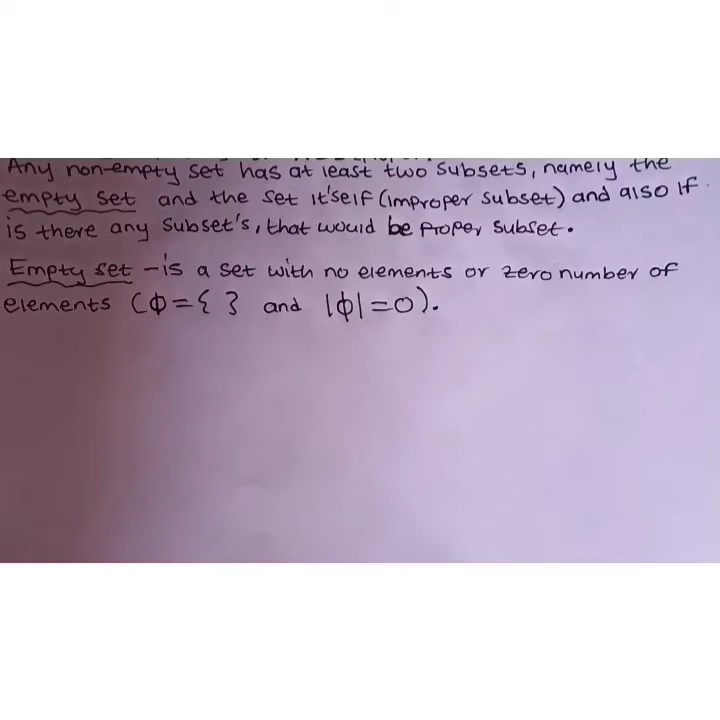 Any non-empty set has at least two subsets, namely the
empty set and the set it'self (improper subset) and also if
is there any subset's, that would be proper subset.
Empty set - is a set with no elements or zero number of
elements (Φ={ } and |Φ|=0).